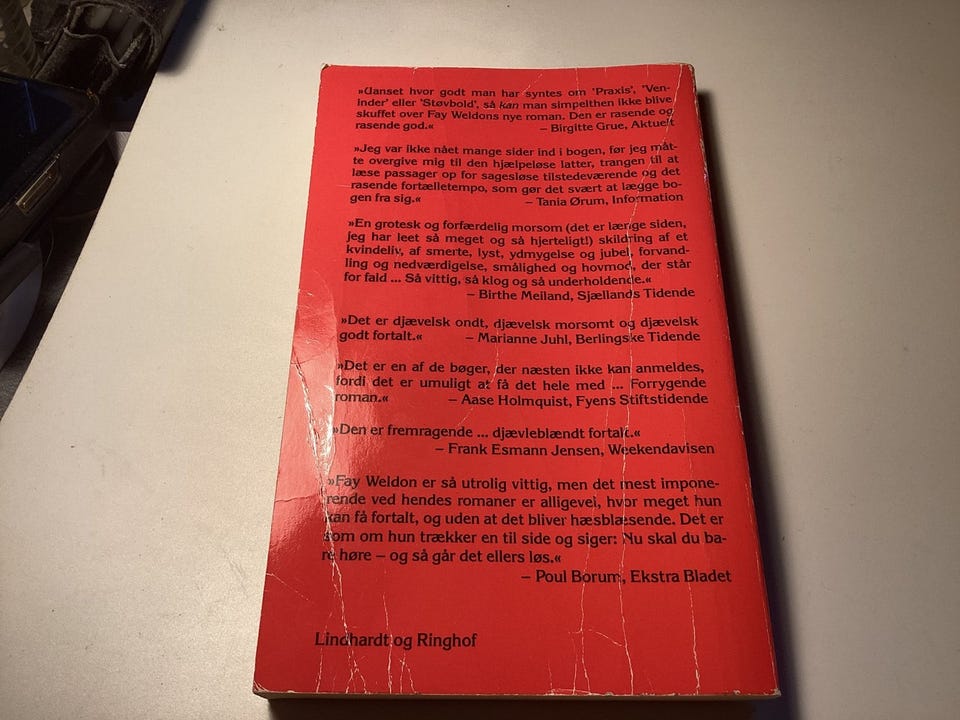 »Uanset hvor godt man har syntes om 'Praxis', 'Ven-
inder' eller 'Støvbold', så kan man simpelthen ikke blive
skuffet over Fay Weldons nye roman. Den er rasende og
rasende god.« – Birgitte Grue, Aktuelt
»Jeg var ikke nået mange sider ind i bogen, før jeg måt-
te overgive mig til den hjælpeløse latter, trangen til at
læse passager op for sagesløse tilstedeværende og det
rasende fortælletempo, som gør det svært at lægge bo-
gen fra sig.« – Tania Ørum, Information
»En grotesk og forfærdelig morsom (det er længe siden,
jeg har leet så meget og så hjerteligt!) skildring af et
kvindeliv, af smerte, lyst, ydmygelse og jubel, forvand-
ling og nedværdigelse, smålighed og hovmod, der står
for fald ... Så vittig, så klog og så underholdende.«
– Birthe Meiland, Sjællands Tidende
»Det er djævelsk ondt, djævelsk morsomt og djævelsk
godt fortalt.« – Marianne Juhl, Berlingske Tidende
»Det er en af de bøger, der næsten ikke kan anmeldes,
fordi det er umuligt at få det hele med ... Forrygende
roman.« – Aase Holmquist, Fyens Stiftstidende
»Den er fremragende ... djævleblændt fortalt.«
– Frank Esmann Jensen, Weekendavisen
»Fay Weldon er så utrolig vittig, men det mest impone-
rende ved hendes romaner er alligevel, hvor meget hun
kan få fortalt, og uden at det bliver hæsblæsende. Det er
som om hun trækker en til side og siger: Nu skal du ba-
re høre – og så går det ellers løs.«
– Poul Borum, Ekstra Bladet
Lindhardt og Ringhof